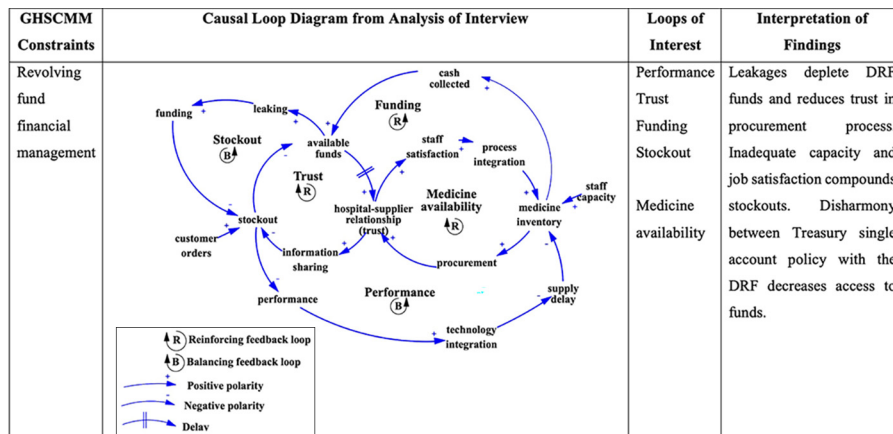 GHSCMM Constraints
Causal Loop Diagram from Analysis of Interview
Loops of Interest
Interpretation of Findings
Revolving
fund
financial
management
cash
collected
leaking
funding
Funding
R
Stockout
B
available
funds
staff
satisfaction
process
integration
Trust
R
Medicine
availability
R
hospital-supplier
relationship
(trust)
medicine
inventory
staff
capacity
stockout
customer
orders
information
sharing
procurement
performance
Performance
B
supply
delay
technology
integration
R Reinforcing feedback loop
B Balancing feedback loop
+
Positive polarity
-
Negative polarity
Delay
Performance
Trust
Funding
Stockout
Medicine
availability
Leakages deplete DRF
funds and reduces trust in
procurement process.
Inadequate capacity and
job satisfaction compounds
stockouts. Disharmony
between Treasury single
account policy with the
DRF decreases access to
funds.